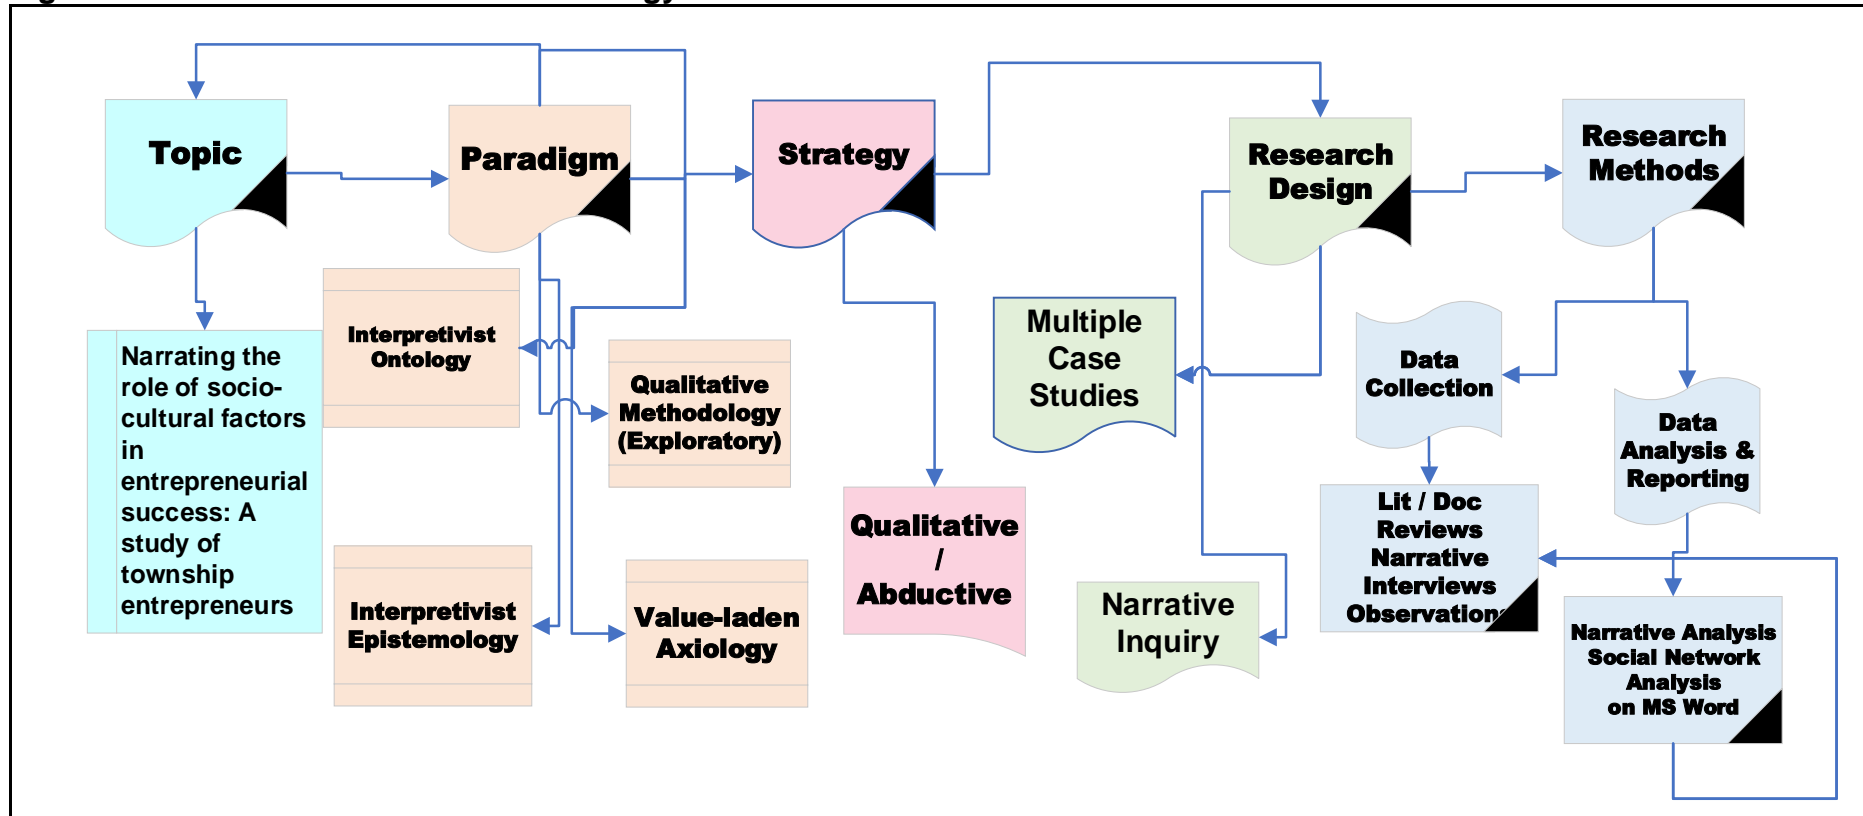 Topic
Paradigm
Strategy
Research
Design
Research
Methods
Narrating the
role of socio-
cultural factors
in
entrepreneurial
success: A
study of
township
entrepreneurs
Interpretivist
Ontology
Qualitative
Methodology
(Exploratory)
Interpretivist
Epistemology
Value-laden
Axiology
Qualitative
/
Abductive
Multiple
Case
Studies
Narrative
Inquiry
Data
Collection
Data
Analysis &
Reporting
Lit / Doc
Reviews
Narrative
Interviews
Observations
Narrative Analysis
Social Network
Analysis
on MS Word